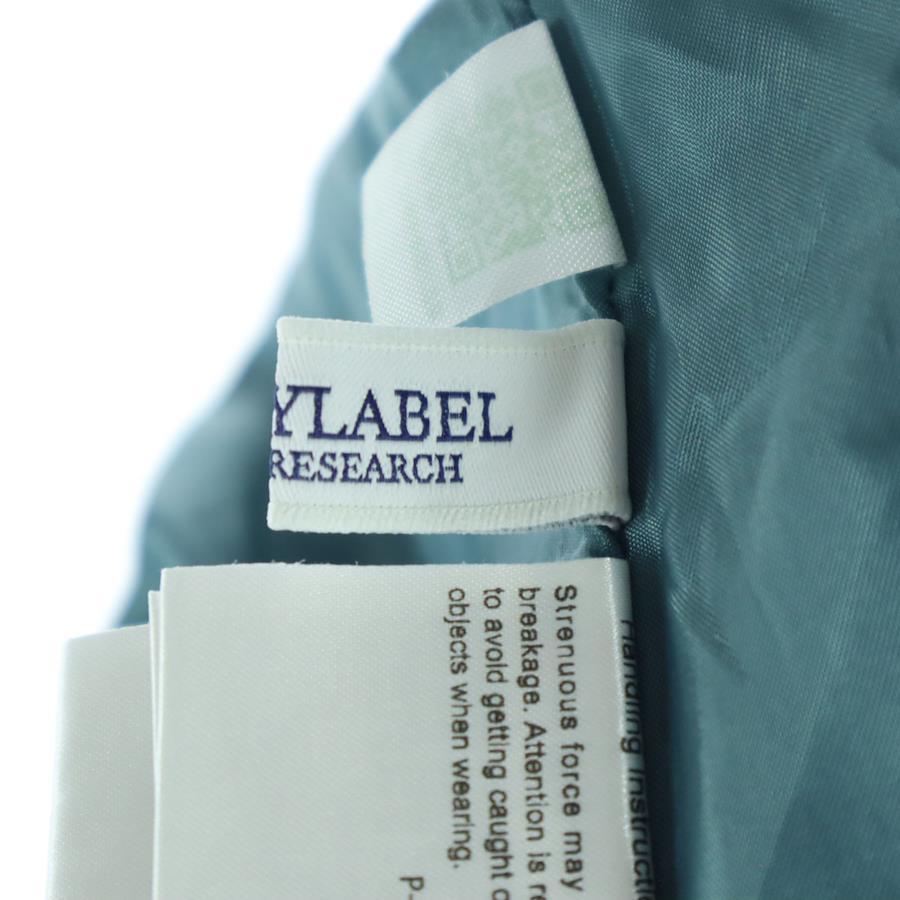 YLABEL
RESEARCH
Handling Instructi
Strenuous force may
breakage. Attention is re
to avoid getting caught o
objects when wearing.
P-